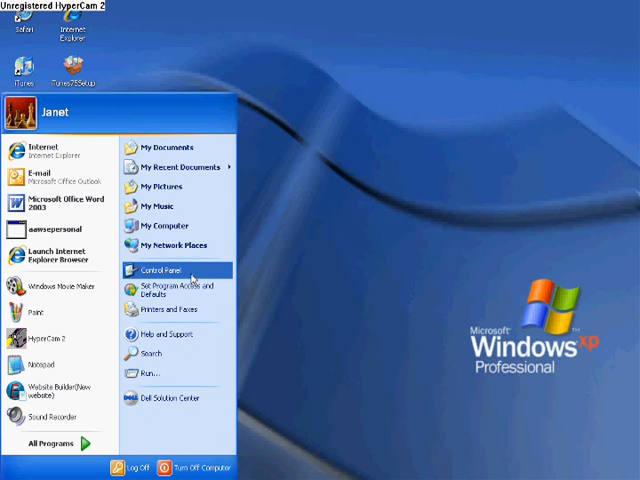 Unregistered HyperCam 2
Safari
Internet
Explorer
iTunes
iTunes75Setup
Janet
Internet
Internet Explorer
E-mail
Microsoft Office Outlook
Microsoft Office Word
2003
aawsepersonal
Launch Internet
Explorer Browser
Windows Movie Maker
Paint
HyperCam 2
Notepad
Website Builder(New
website)
Sound Recorder
All Programs
My Documents
My Recent Documents
My Pictures
My Music
My Computer
My Network Places
Control Panel
Set Program Access and
Defaults
Printers and Faxes
Help and Support
Search
Run...
DELL
Dell Solution Center
Log Off
Turn Off Computer
Microsoft®
Windows xp
Professional